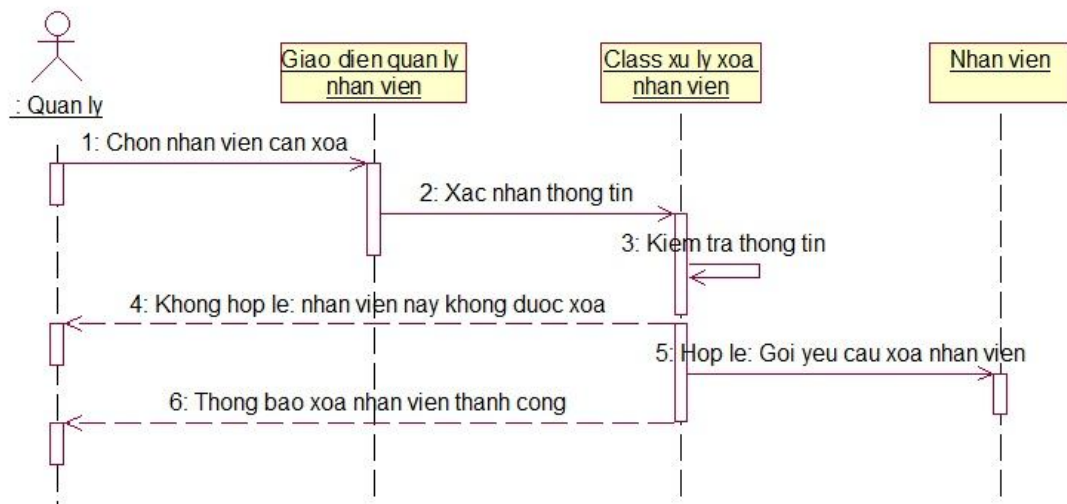 : Quan ly
Giao dien quan ly
nhan vien
Class xu ly xoa
nhan vien
Nhan vien
1: Chon nhan vien can xoa
2: Xac nhan thong tin
3: Kiem tra thong tin
4: Khong hop le: nhan vien nay khong duoc xoa
5: Hop le: Goi yeu cau xoa nhan vien
6: Thong bao xoa nhan vien thanh cong